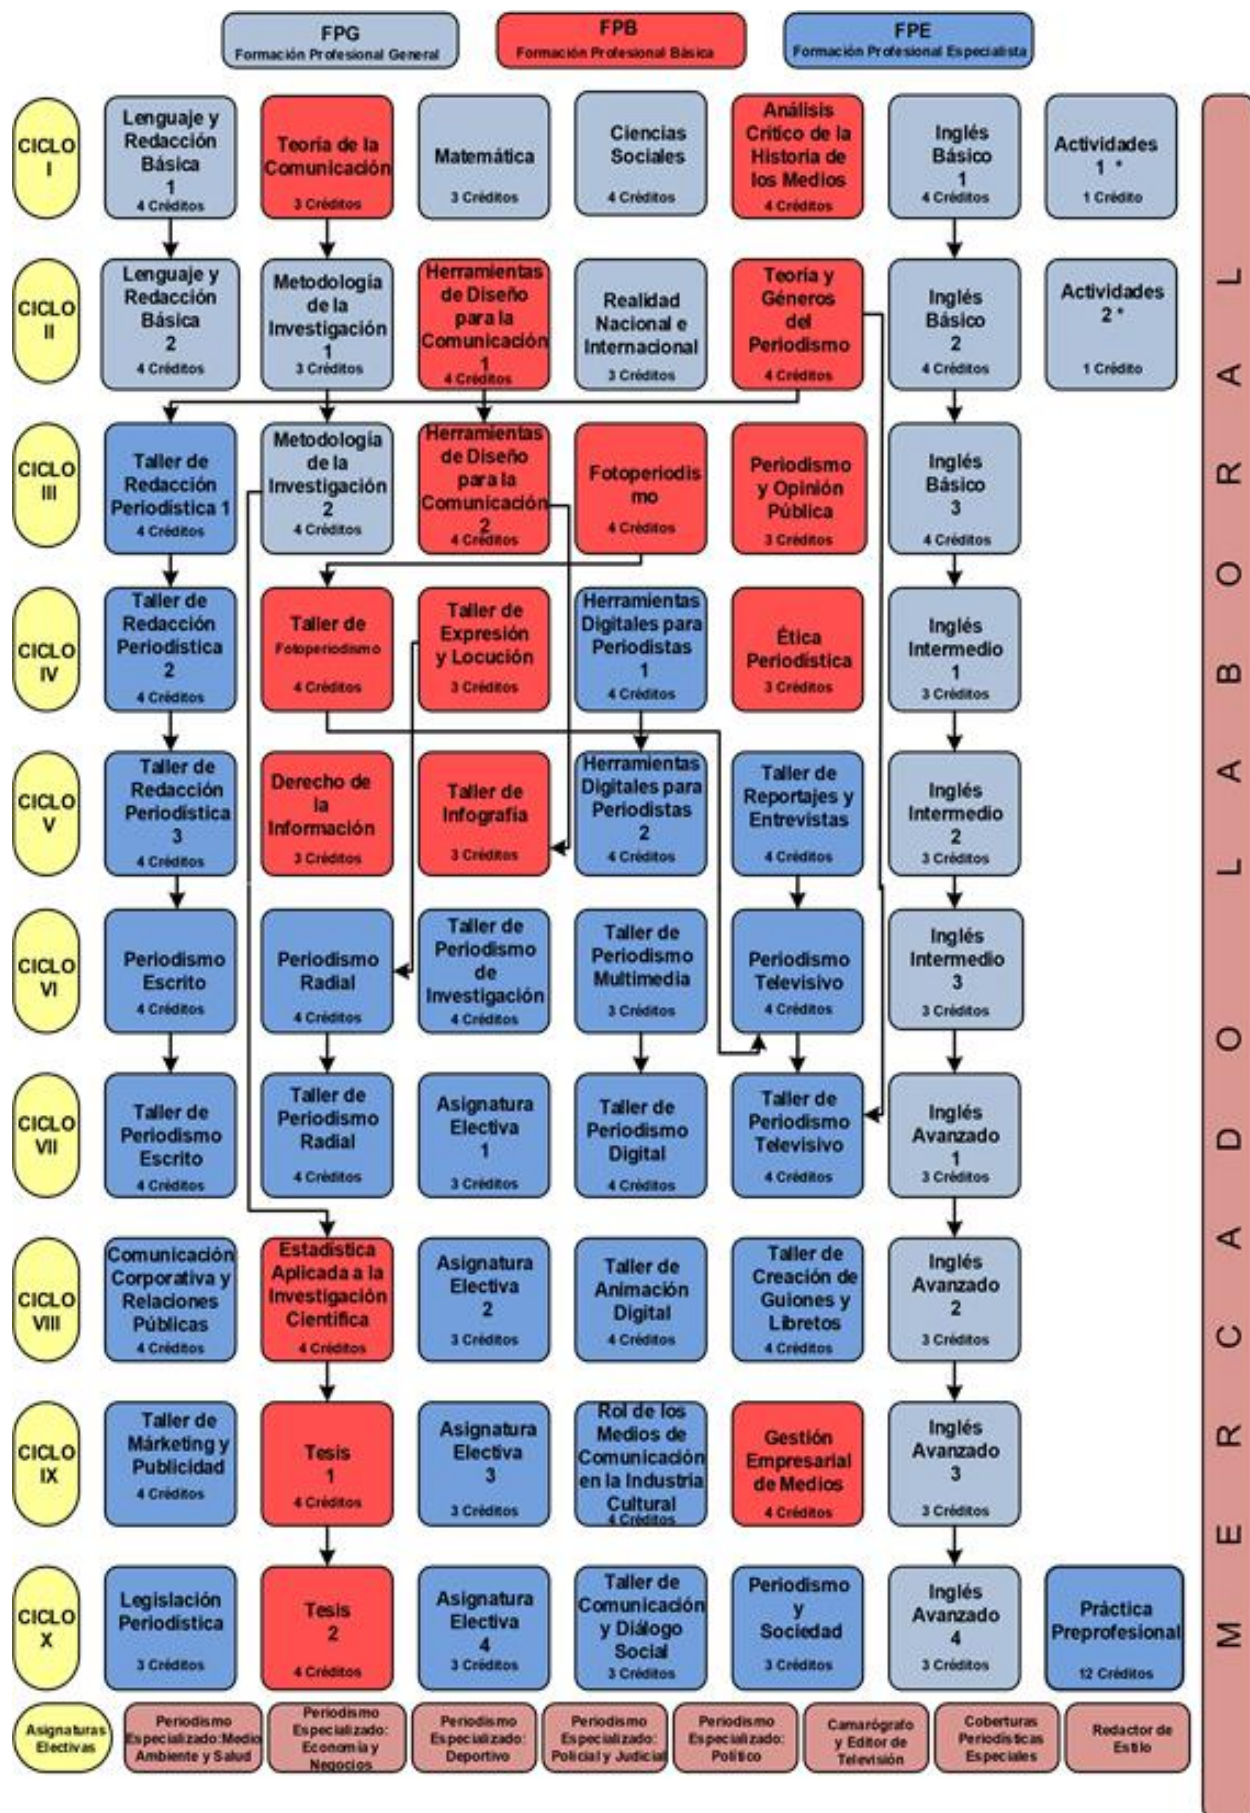 FPG
Formación Profesional General
FPB
Formación Profesional Básica
FPE
Formación Profesional Especialista
CICLO
I
Lenguaje y
Redacción
Básica
1
4 Créditos
Teoría de la
Comunicación
3 Créditos
Matemática
3 Créditos
Ciencias
Sociales
4 Créditos
Análisis
Crítico de la
Historia de
los Medios
4 Créditos
Inglés
Básico
1
4 Créditos
Actividades
1 *
1 Crédito
CICLO
II
Lenguaje y
Redacción
Básica
2
4 Créditos
Metodología
de la
Investigación
1
3 Créditos
Herramientas
de Diseño
para la
Comunicación
1
4 Créditos
Realidad
Nacional e
Internacional
3 Créditos
Teoría y
Géneros
del
Periodismo
4 Créditos
Inglés
Básico
2
4 Créditos
Actividades
2 *
1 Crédito
CICLO
III
Taller de
Redacción
Periodística 1
4 Créditos
Metodología
de la
Investigación
2
4 Créditos
Herramientas
de Diseño
para la
Comunicación
2
4 Créditos
Fotoperiodis
mo
4 Créditos
Periodismo
y Opinión
Pública
3 Créditos
Inglés
Básico
3
4 Créditos
CICLO
IV
Taller de
Redacción
Periodística
2
4 Créditos
Taller de
Fotoperiodismo
4 Créditos
Taller de
Expresión
y Locución
3 Créditos
Herramientas
Digitales para
Periodistas
1
4 Créditos
Ética
Periodística
3 Créditos
Inglés
Intermedio
1
3 Créditos
CICLO
V
Taller de
Redacción
Periodística
3
4 Créditos
Derecho de
la
Información
3 Créditos
Taller de
Infografía
3 Créditos
Herramientas
Digitales para
Periodistas
2
4 Créditos
Taller de
Reportajes y
Entrevistas
4 Créditos
Inglés
Intermedio
2
3 Créditos
CICLO
VI
Periodismo
Escrito
4 Créditos
Periodismo
Radial
4 Créditos
Taller de
Periodismo
de
Investigación
4 Créditos
Taller de
Periodismo
Multimedia
3 Créditos
Periodismo
Televisivo
4 Créditos
Inglés
Intermedio
3
3 Créditos
CICLO
VII
Taller de
Periodismo
Escrito
4 Créditos
Taller de
Periodismo
Radial
4 Créditos
Asignatura
Electiva
1
3 Créditos
Taller de
Periodismo
Digital
4 Créditos
Taller de
Periodismo
Televisivo
4 Créditos
Inglés
Avanzado
1
3 Créditos
CICLO
VIII
Comunicación
Corporativa y
Relaciones
Públicas
4 Créditos
Estadística
Aplicada a la
Investigación
Científica
4 Créditos
Asignatura
Electiva
2
3 Créditos
Taller de
Animación
Digital
4 Créditos
Taller de
Creación de
Guiones y
Libretos
4 Créditos
Inglés
Avanzado
2
3 Créditos
CICLO
IX
Taller de
Márketing y
Publicidad
4 Créditos
Tesis
1
4 Créditos
Asignatura
Electiva
3
3 Créditos
Rol de los
Medios de
Comunicación
en la Industria
Cultural
4 Créditos
Gestión
Empresarial
de Medios
4 Créditos
Inglés
Avanzado
3
3 Créditos
CICLO
X
Legislación
Periodística
3 Créditos
Tesis
2
4 Créditos
Asignatura
Electiva
4
3 Créditos
Taller de
Comunicación
y Diálogo
Social
3 Créditos
Periodismo
y
Sociedad
3 Créditos
Inglés
Avanzado
4
3 Créditos
Práctica
Preprofesional
12 Créditos
Asignaturas
Electivas
Periodismo
Especializado:Medio
Ambiente y Salud
Periodismo
Especializado:
Economía y
Negocios
Periodismo
Especializado:
Deportivo
Periodismo
Especializado:
Policial y Judicial
Periodismo
Especializado:
Político
Camarógrafo
y Editor de
Televisión
Coberturas
Periodísticas
Especiales
Redactor de
Estilo
MERCADO LABORAL